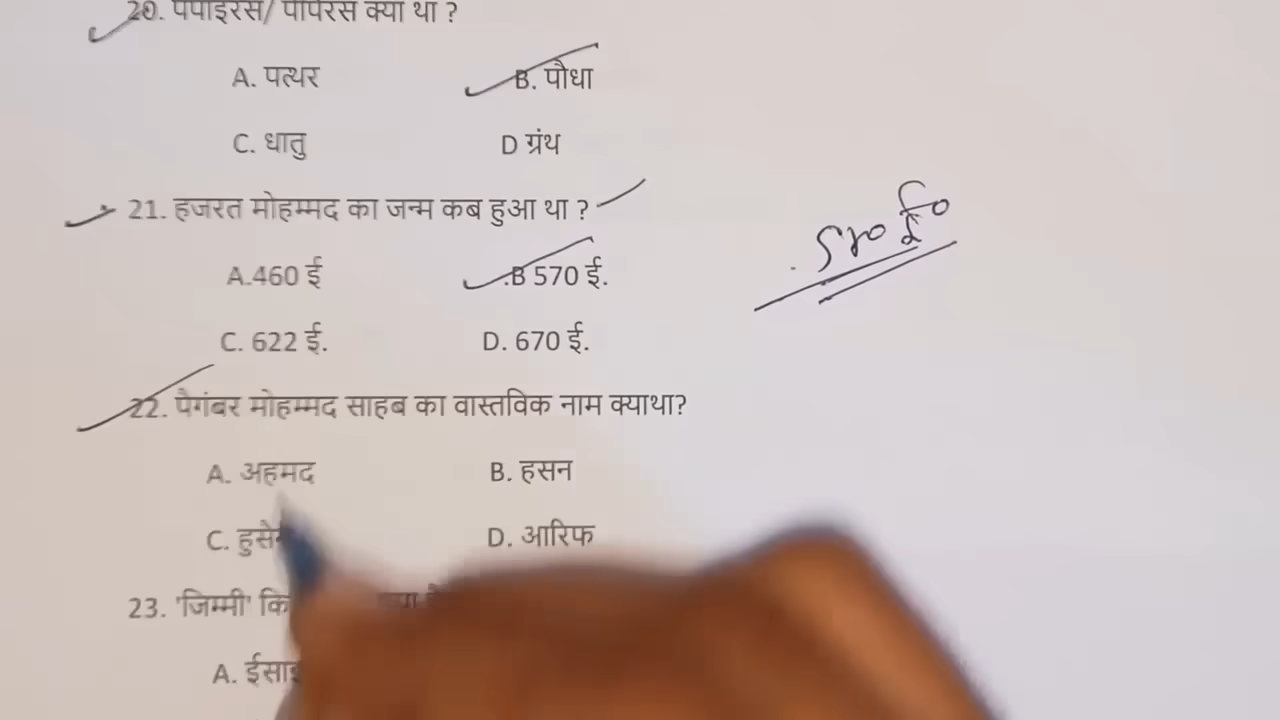 20. पपाइरस/ पेपिरस क्या था ?
A. पत्थर B. पौधा
C. धातु D ग्रंथ
21. हजरत मोहम्मद का जन्म कब हुआ था ?
A.460 ई .B 570 ई.
570 ई०
C. 622 ई. D. 670 ई.
22. पैगंबर मोहम्मद साहब का वास्तविक नाम क्याथा?
A. अहमद B. हसन
C. D. आरिफ
23. 'जिम्मी'
A.